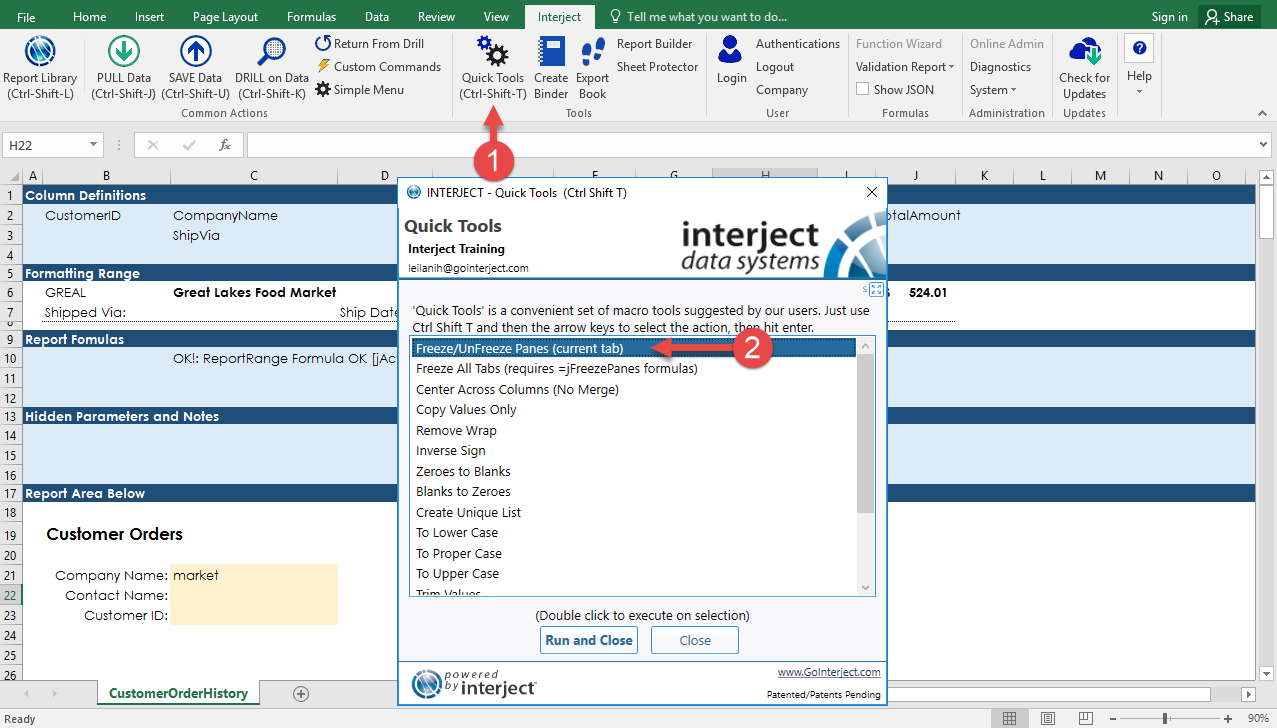 File Home Insert Page Layout Formulas Data Review View Interject Tell me what you want to do... Sign in Share
Report Library
(Ctrl-Shift-L)
PULL Data
(Ctrl-Shift-J)
SAVE Data
(Ctrl-Shift-U)
DRILL on Data
(Ctrl-Shift-K)
Return From Drill
Custom Commands
Simple Menu
Common Actions
Quick Tools
(Ctrl-Shift-T)
Create
Binder
Export
Book
Report Builder
Sheet Protector
Tools
Login
Authentications
Logout
Company
User
Function Wizard
Validation Report
Show JSON
Formulas
Online Admin
Diagnostics
System
Administration
Check for
Updates
Updates
?
Help
1
H22 fx
A B C D E F G H I J K L M N O
1 Column Definitions
2 CustomerID CompanyName otalAmount
3 ShipVia
4
5 Formatting Range
6 GREAL Great Lakes Food Market 524.01
7 Shipped Via: Ship Date
8
9 Report Fomulas
10 OK!: ReportRange Formula OK [jAc
11
12
13 Hidden Parameters and Notes
14
15
16
17 Report Area Below
18
19 Customer Orders
20
21 Company Name: market
22 Contact Name:
23 Customer ID:
24
25
26
INTERJECT - Quick Tools (Ctrl Shift T)
Quick Tools
Interject Training
leilanih@gointerject.com
interject
data systems
'Quick Tools' is a convenient set of macro tools suggested by our users. Just use
Ctrl Shift T and then the arrow keys to select the action, then hit enter.
Freeze/UnFreeze Panes (current tab)
2
Freeze All Tabs (requires =jFreezePanes formulas)
Center Across Columns (No Merge)
Copy Values Only
Remove Wrap
Inverse Sign
Zeroes to Blanks
Blanks to Zeroes
Create Unique List
To Lower Case
To Proper Case
To Upper Case
Trim Values
(Double click to execute on selection)
Run and Close Close
powered
by interject
www.GoInterject.com
Patented/Patents Pending
CustomerOrderHistory
Ready 90%